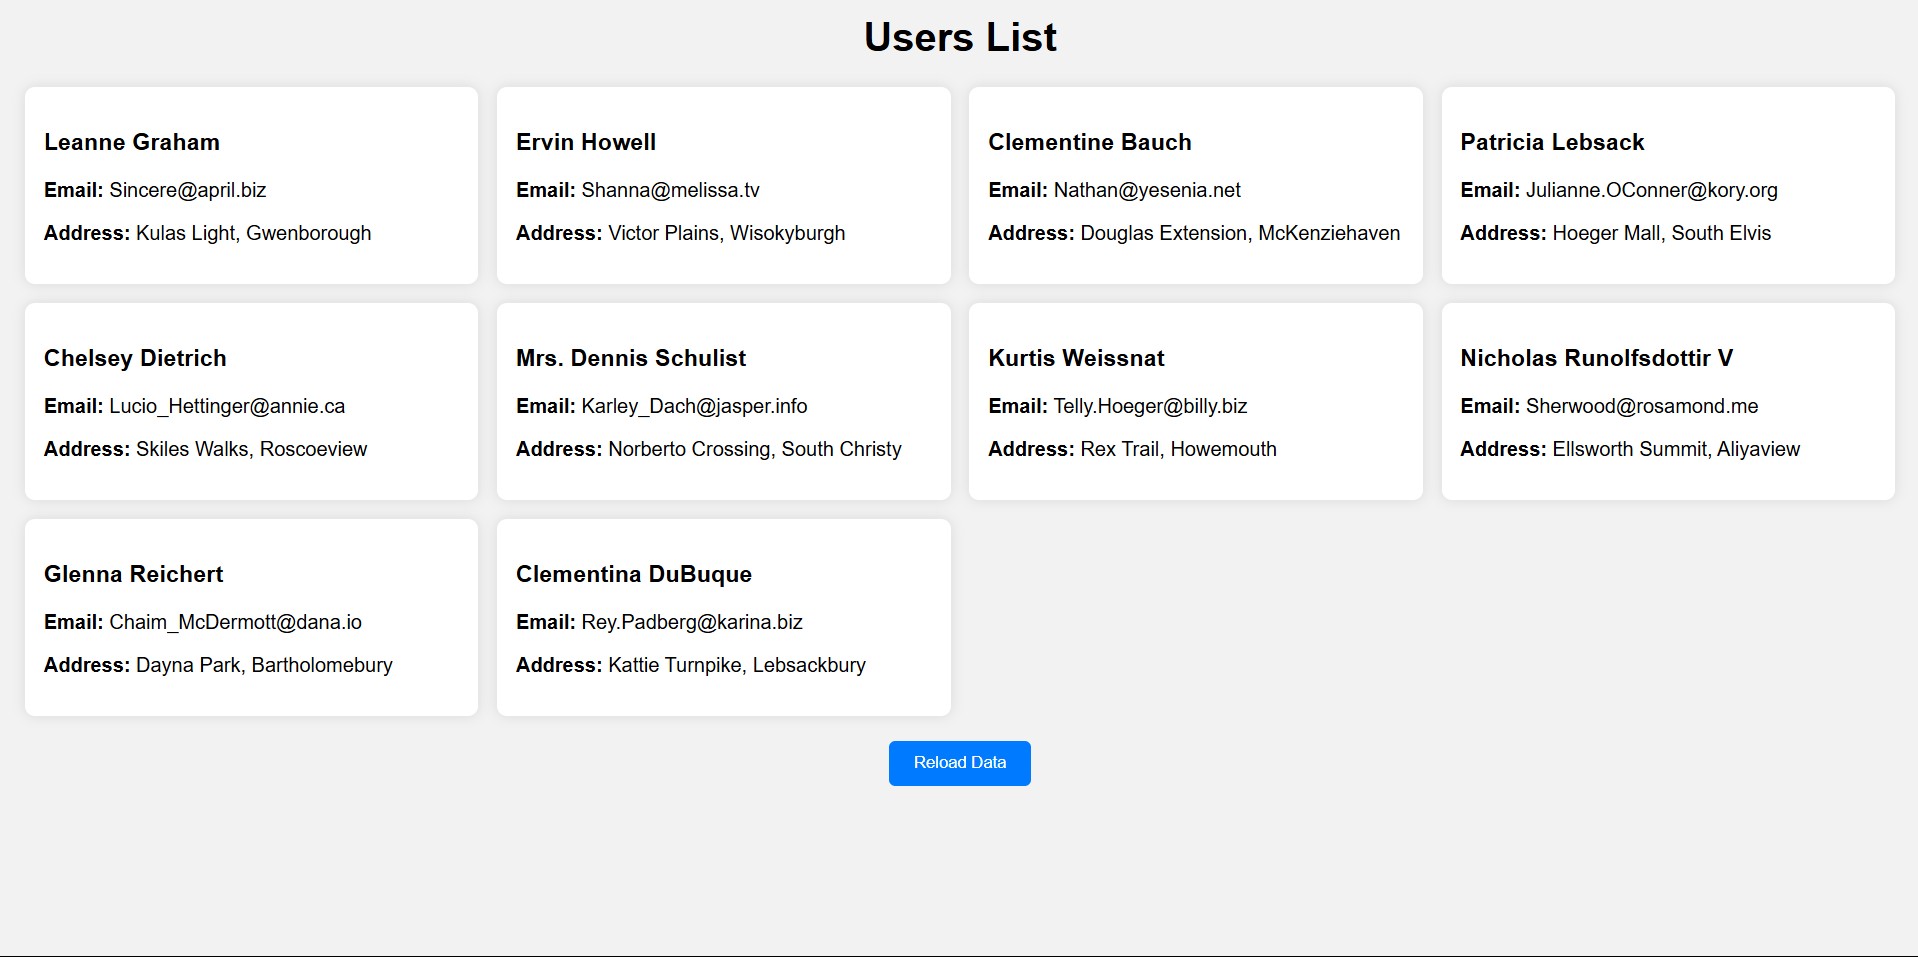 Users List
Leanne Graham
Email: Sincere@april.biz
Address: Kulas Light, Gwenborough
Ervin Howell
Email: Shanna@melissa.tv
Address: Victor Plains, Wisokyburgh
Clementine Bauch
Email: Nathan@yesenia.net
Address: Douglas Extension, McKenziehaven
Patricia Lebsack
Email: Julianne.OConner@kory.org
Address: Hoeger Mall, South Elvis
Chelsey Dietrich
Email: Lucio_Hettinger@annie.ca
Address: Skiles Walks, Roscoeview
Mrs. Dennis Schulist
Email: Karley_Dach@jasper.info
Address: Norberto Crossing, South Christy
Kurtis Weissnat
Email: Telly.Hoeger@billy.biz
Address: Rex Trail, Howemouth
Nicholas Runolfsdottir V
Email: Sherwood@rosamond.me
Address: Ellsworth Summit, Aliyaview
Glenna Reichert
Email: Chaim_McDermott@dana.io
Address: Dayna Park, Bartholomebury
Clementina DuBuque
Email: Rey.Padberg@karina.biz
Address: Kattie Turnpike, Lebsackbury
Reload Data